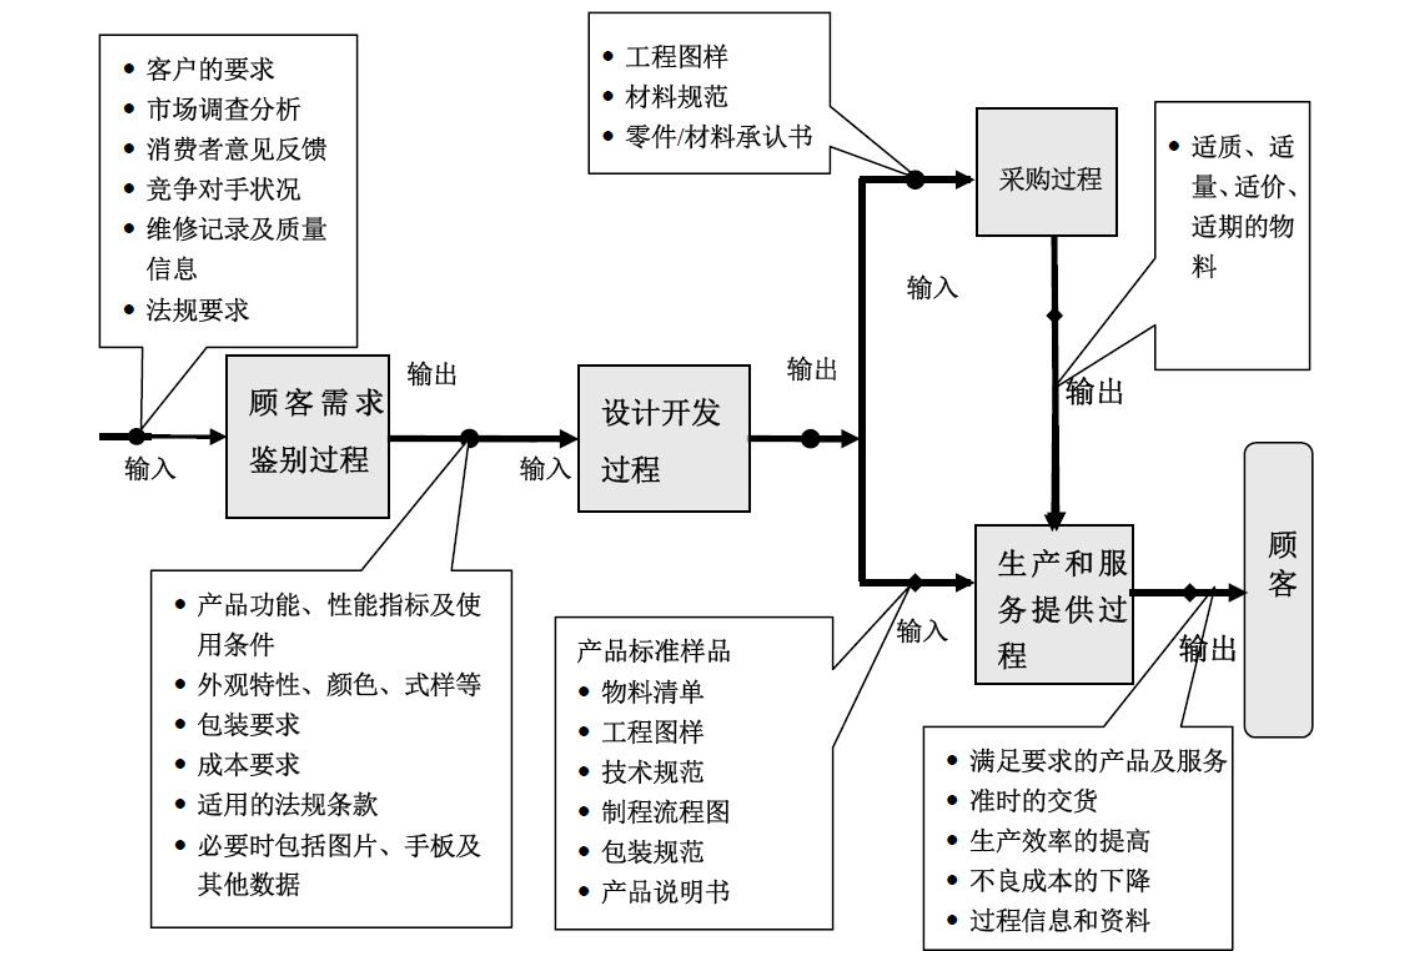 • 客户的要求
• 市场调查分析
• 消费者意见反馈
• 竞争对手状况
• 维修记录及质量
信息
• 法规要求
输入
顾客需求
鉴别过程
输出
• 产品功能、性能指标及使
用条件
• 外观特性、颜色、式样等
• 包装要求
• 成本要求
• 适用的法规条款
• 必要时包括图片、手板及
其他数据
输入
设计开发
过程
输出
• 工程图样
• 材料规范
• 零件/材料承认书
输入
采购过程
• 适质、适
量、适价、
适期的物
料
输出
产品标准样品
• 物料清单
• 工程图样
• 技术规范
• 制程流程图
• 包装规范
• 产品说明书
输入
生产和服
务提供过
程
输出
• 满足要求的产品及服务
• 准时的交货
• 生产效率的提高
• 不良成本的下降
• 过程信息和资料
顾
客